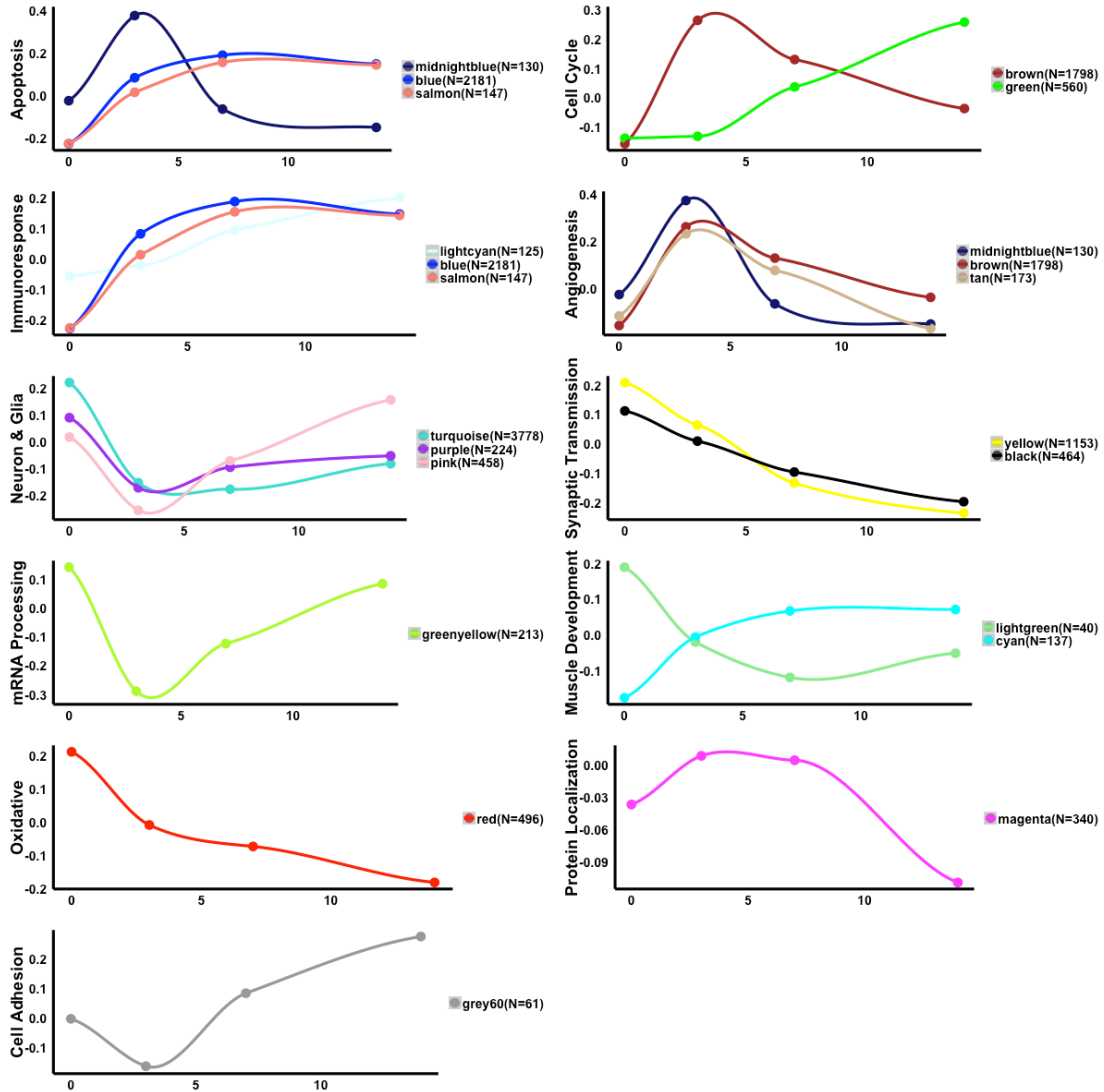 Apoptosis
0.4
0.2
0.0
-0.2
0
5
10
midnightblue(N=130)
blue(N=2181)
salmon(N=147)
Cell Cycle
0.3
0.2
0.1
0.0
-0.1
0
5
10
brown(N=1798)
green(N=560)
Immunoresponse
0.2
0.1
0.0
-0.1
-0.2
0
5
10
lightcyan(N=125)
blue(N=2181)
salmon(N=147)
Angiogenesis
0.4
0.2
0.0
0
5
10
midnightblue(N=130)
brown(N=1798)
tan(N=173)
Neuron & Glia
0.2
0.1
0.0
-0.1
-0.2
0
5
10
turquoise(N=3778)
purple(N=224)
pink(N=458)
Synaptic Transmission
0.2
0.1
0.0
-0.1
-0.2
0
5
10
yellow(N=1153)
black(N=464)
mRNA Processing
0.1
0.0
-0.1
-0.2
-0.3
0
5
10
greenyellow(N=213)
Muscle Development
0.2
0.1
0.0
-0.1
0
5
10
lightgreen(N=40)
cyan(N=137)
Oxidative
0.2
0.1
0.0
-0.1
-0.2
0
5
10
red(N=496)
Protein Localization
0.00
-0.03
-0.06
-0.09
0
5
10
magenta(N=340)
Cell Adhesion
0.2
0.1
0.0
-0.1
0
5
10
grey60(N=61)